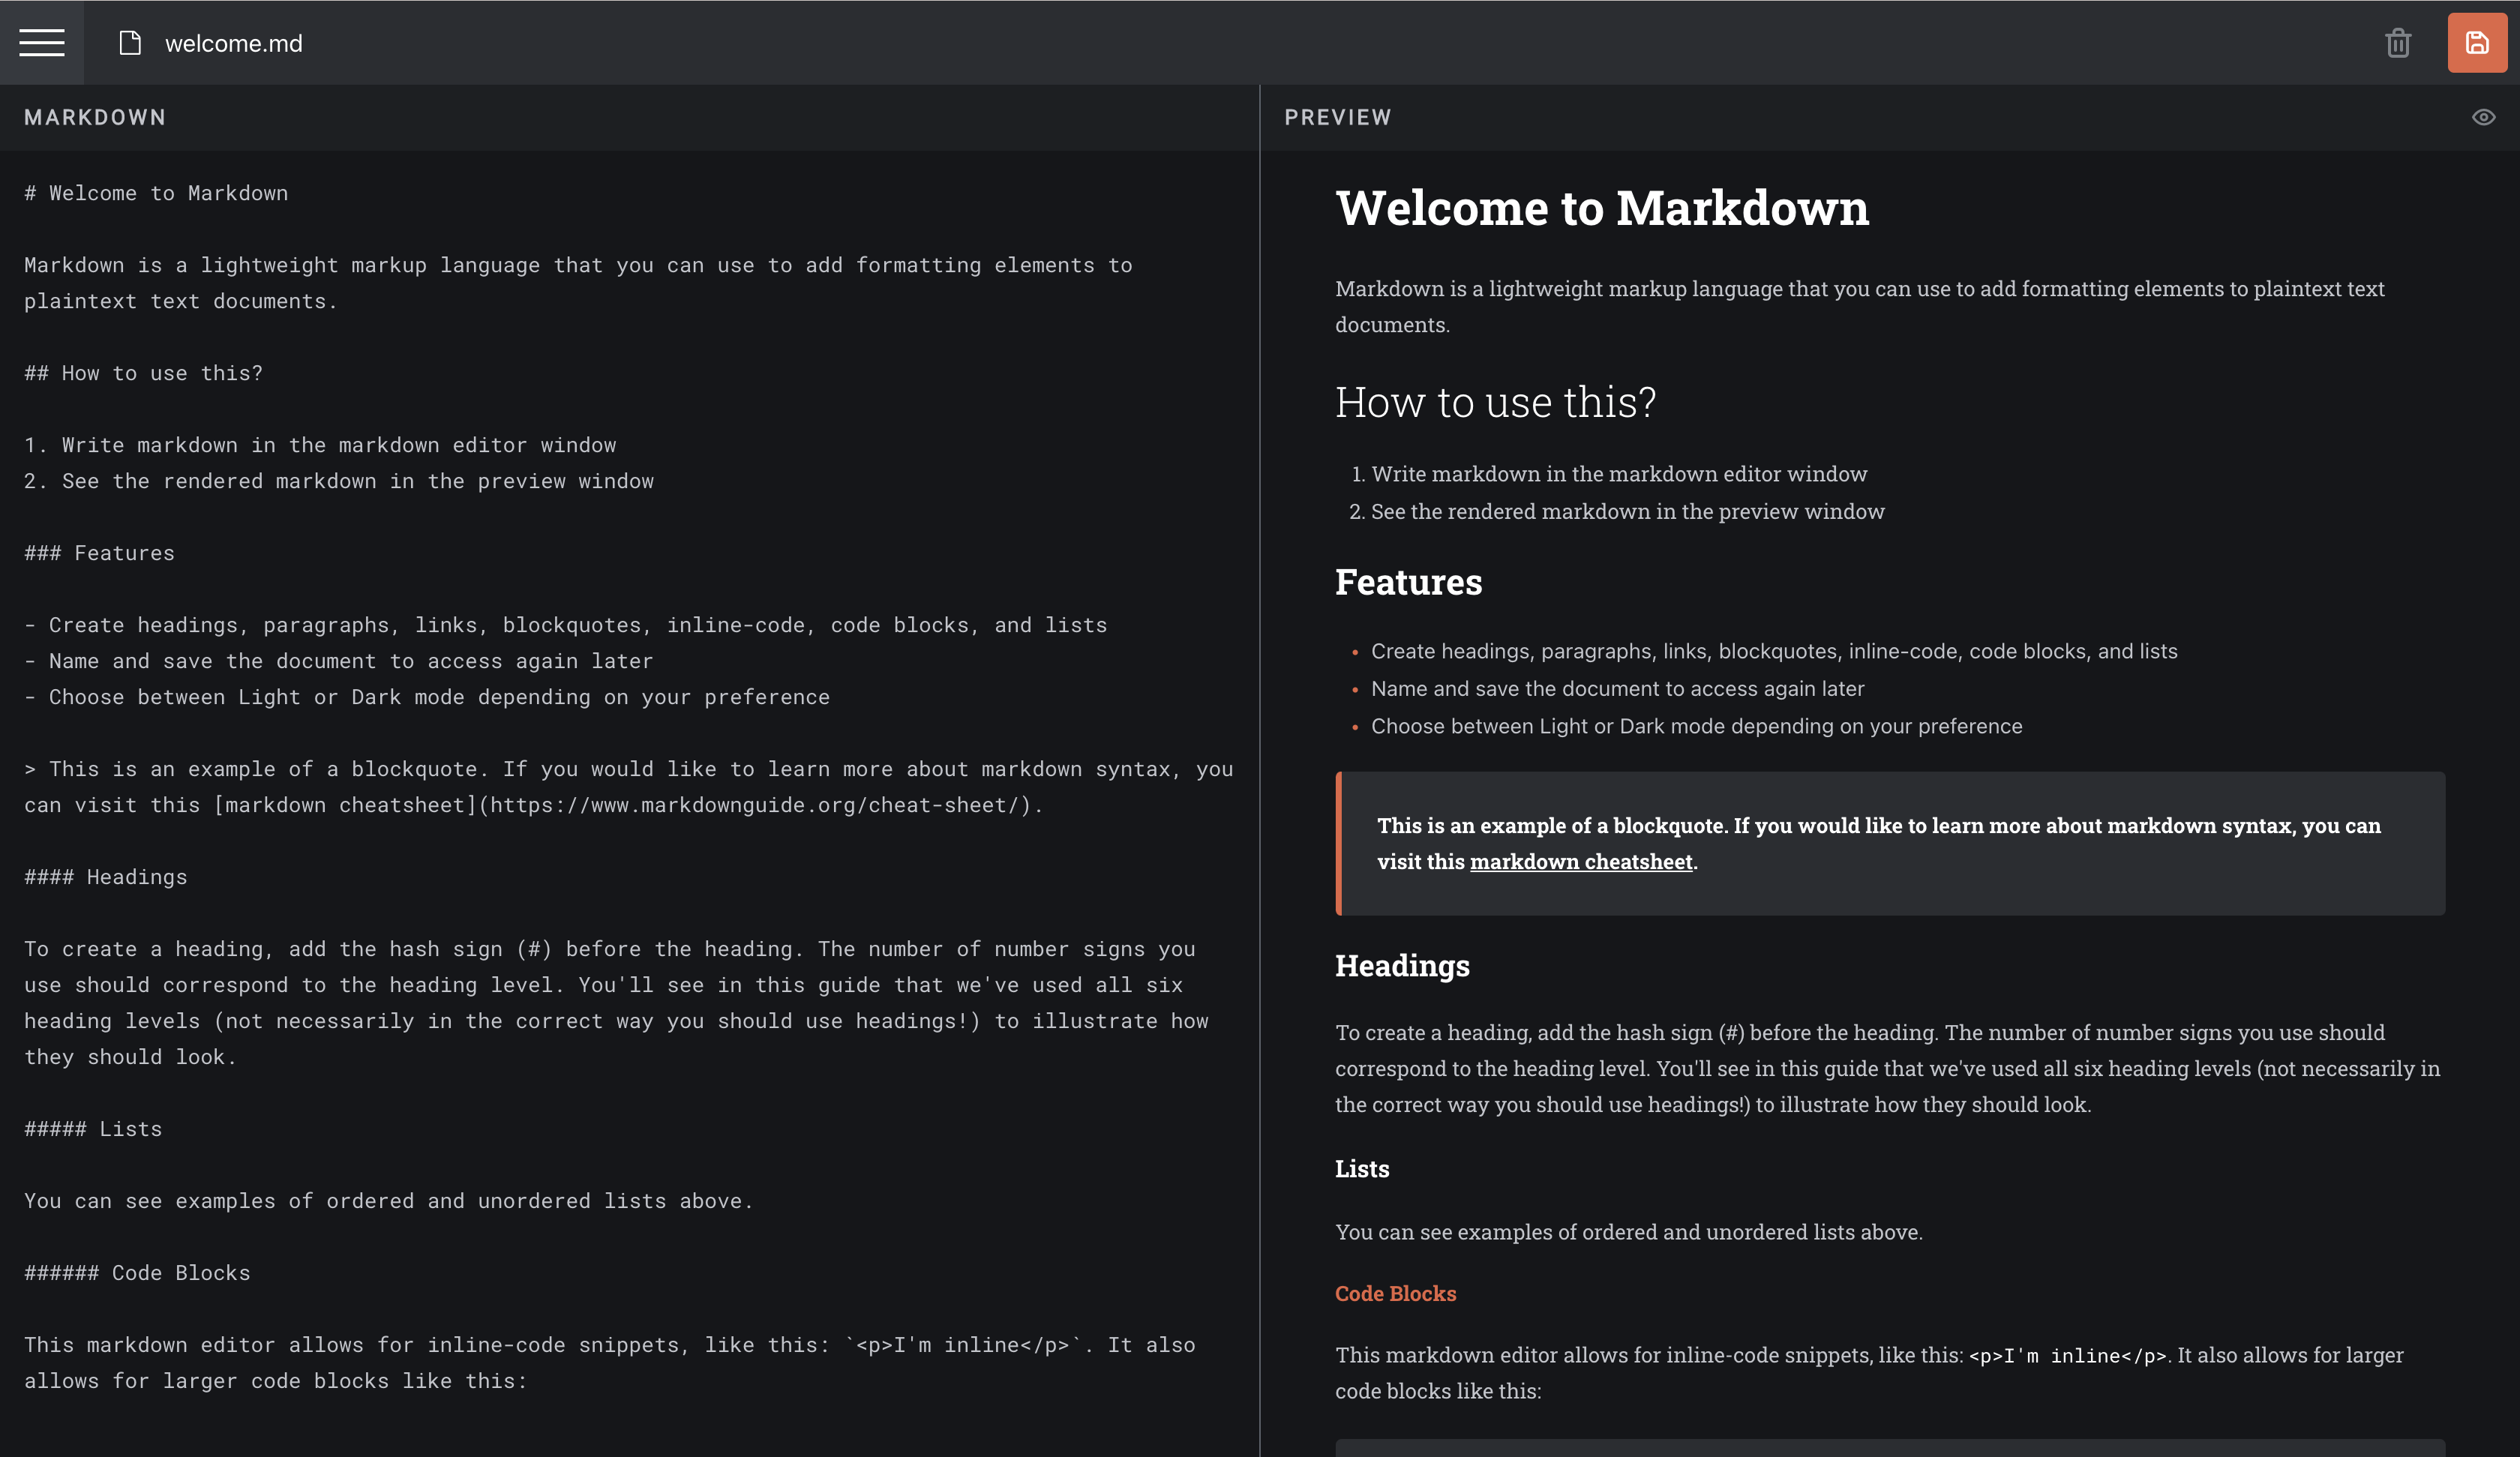 welcome.md
MARKDOWN
# Welcome to Markdown
Markdown is a lightweight markup language that you can use to add formatting elements to
plaintext text documents.
## How to use this?
1. Write markdown in the markdown editor window
2. See the rendered markdown in the preview window
### Features
- Create headings, paragraphs, links, blockquotes, inline-code, code blocks, and lists
- Name and save the document to access again later
- Choose between Light or Dark mode depending on your preference
> This is an example of a blockquote. If you would like to learn more about markdown syntax, you
can visit this [markdown cheatsheet](https://www.markdownguide.org/cheat-sheet/).
#### Headings
To create a heading, add the hash sign (#) before the heading. The number of number signs you
use should correspond to the heading level. You'll see in this guide that we've used all six
heading levels (not necessarily in the correct way you should use headings!) to illustrate how
they should look.
##### Lists
You can see examples of ordered and unordered lists above.
###### Code Blocks
This markdown editor allows for inline-code snippets, like this: `<p>I'm inline</p>`. It also
allows for larger code blocks like this:
PREVIEW
Welcome to Markdown
Markdown is a lightweight markup language that you can use to add formatting elements to plaintext text
documents.
How to use this?
1. Write markdown in the markdown editor window
2. See the rendered markdown in the preview window
Features
• Create headings, paragraphs, links, blockquotes, inline-code, code blocks, and lists
• Name and save the document to access again later
• Choose between Light or Dark mode depending on your preference
This is an example of a blockquote. If you would like to learn more about markdown syntax, you can
visit this markdown cheatsheet.
Headings
To create a heading, add the hash sign (#) before the heading. The number of number signs you use should
correspond to the heading level. You'll see in this guide that we've used all six heading levels (not necessarily in
the correct way you should use headings!) to illustrate how they should look.
Lists
You can see examples of ordered and unordered lists above.
Code Blocks
This markdown editor allows for inline-code snippets, like this: <p>I'm inline</p>. It also allows for larger
code blocks like this: